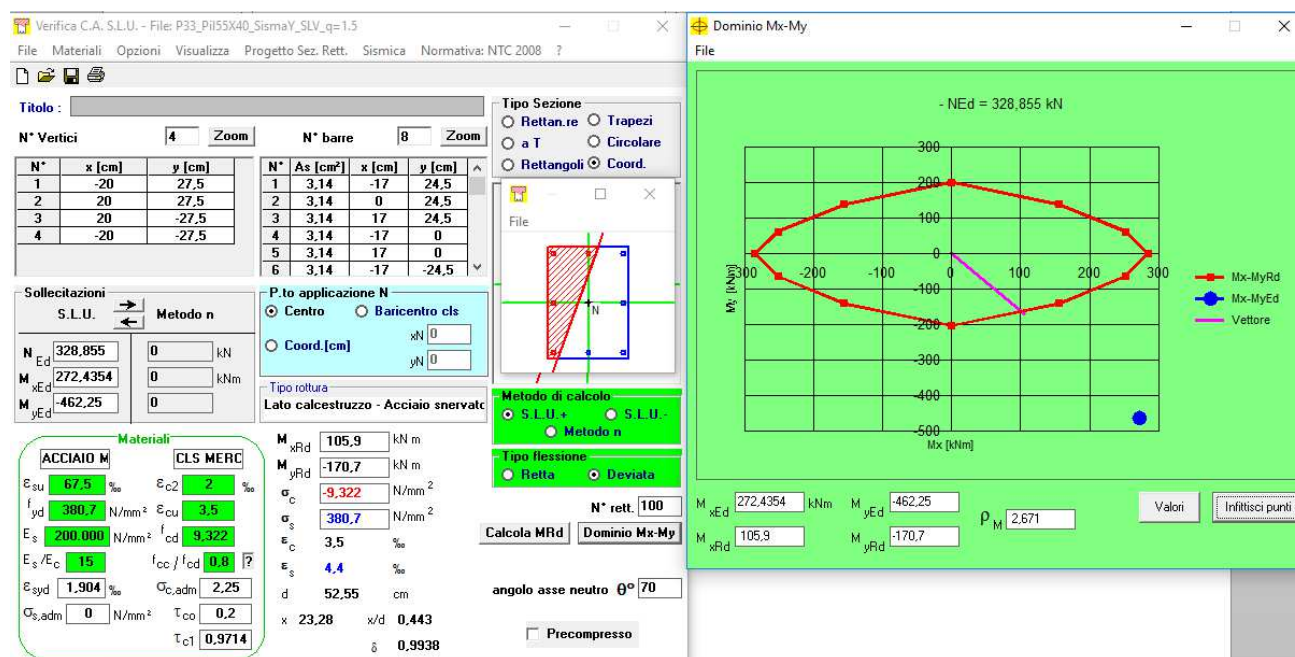 Verifica C.A. S.L.U. - File: P33_Pil55X40_SismaY_SLV_q=1.5
File Materiali Opzioni Visualizza Progetto Sez. Rett. Sismica Normativa: NTC 2008 ?
Titolo :
N° Vertici 4 Zoom N° barre 8 Zoom
N° x [cm] y [cm]
1 -20 27,5
2 20 27,5
3 20 -27,5
4 -20 -27,5
N° As [cm²] x [cm] y [cm]
1 3,14 -17 24,5
2 3,14 0 24,5
3 3,14 17 24,5
4 3,14 -17 0
5 3,14 17 0
6 3,14 -17 -24,5
Tipo Sezione
Rettan.re Trapezi
a T Circolare
Rettangoli Coord.
File
N
Sollecitazioni
S.L.U. Metodo n
N Ed 328,855 0 kN
M xEd 272,4354 0 kNm
M yEd -462,25 0
P.to applicazione N
Centro Baricentro cls
Coord.[cm] xN 0
yN 0
Tipo rottura
Lato calcestruzzo - Acciaio snervato
Metodo di calcolo
S.L.U.+ S.L.U.-
Metodo n
Tipo flessione
Retta Deviata
Materiali
ACCIAIO M CLS MERC
εsu 67,5 ‰ εc2 2 ‰
fyd 380,7 N/mm² εcu 3,5
Es 200.000 N/mm² fcd 9,322
Es/Ec 15 fcc / fcd 0,8 ?
εsyd 1,904 ‰ σc,adm 2,25
σs,adm 0 N/mm² τco 0,2
τc1 0,9714
M xRd 105,9 kN m
M yRd -170,7 kN m
σc -9,322 N/mm²
σs 380,7 N/mm²
εc 3,5 ‰
εs 4,4 ‰
d 52,55 cm
x 23,28 x/d 0,443
δ 0,9938
N° rett. 100
Calcola MRd Dominio Mx-My
angolo asse neutro θ° 70
Precompresso
Dominio Mx-My
File
- NEd = 328,855 kN
300
200
100
0
-100
-200
-300
-400
-500
My [kNm]
-300 -200 -100 0 100 200 300
Mx [kNm]
Mx-MyRd
Mx-MyEd
Vettore
M xEd 272,4354 kNm M yEd -462,25
M xRd 105,9 M yRd -170,7
ρM 2,671
Valori Infittisci punti